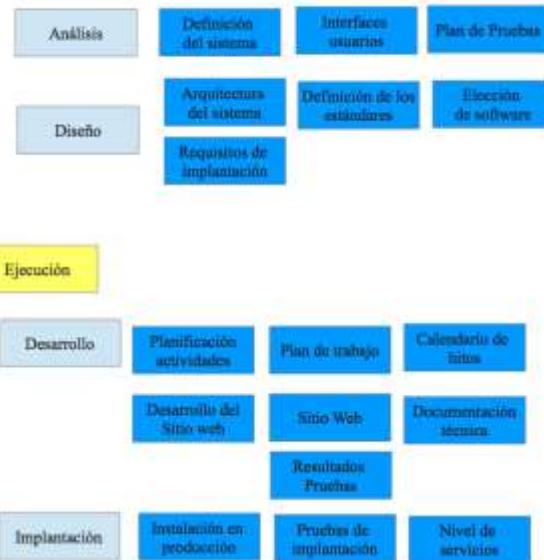 Análisis
Definición
del sistema
Interfaces
usuarios
Plan de Pruebas
Diseño
Arquitectura
del sistema
Definición de los
estándares
Elección
de software
Requisitos de
implantación
Ejecución
Desarrollo
Planificación
actividades
Plan de trabajo
Calendario de
hitos
Desarrollo del
Sitio web
Sitio Web
Documentación
técnica
Resultados
Pruebas
Implantación
Instalación en
producción
Pruebas de
implantación
Nivel de
servicios